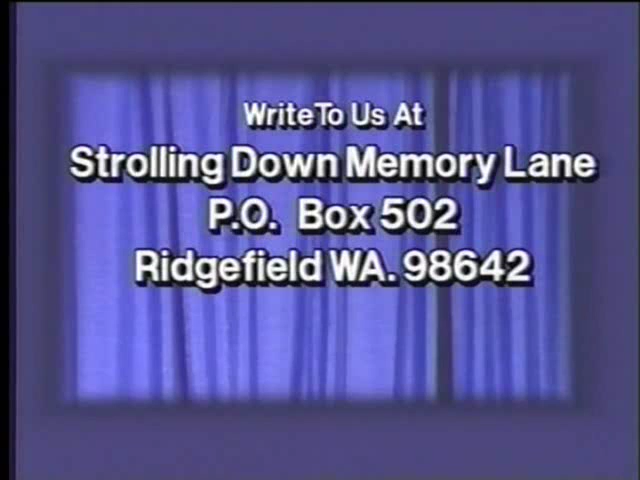 Write To Us At
Strolling Down Memory Lane
P.O. Box 502
Ridgefield WA. 98642